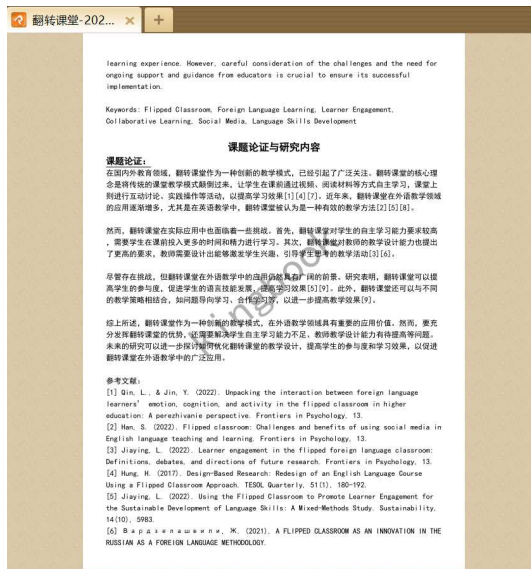 翻转课堂-202...
learning experience. However, careful consideration of the challenges and the need for
ongoing support and guidance from educators is crucial to ensure its successful
implementation.
Keywords: Flipped Classroom, Foreign Language Learning, Learner Engagement,
Collaborative Learning, Social Media, Language Skills Development
课题论证与研究内容
课题论证：
在国内外教育领域，翻转课堂作为一种创新的教学模式，已经引起了广泛关注。翻转课堂的核心理
念是将传统的课堂教学模式颠倒过来，让学生在课前通过视频、阅读材料等方式自主学习，课堂上
则进行互动讨论、实践操作等活动，以提高学习效果[1][4][7]。近年来，翻转课堂在外语教学领域
的应用逐渐增多，尤其是在英语教学中，翻转课堂被认为是一种有效的教学方法[2][5][8]。
然而，翻转课堂在实际应用中也面临着一些挑战。首先，翻转课堂对学生的自主学习能力要求较高
，需要学生在课前投入更多的时间和精力进行学习。其次，翻转课堂对教师的教学设计能力也提出
了更高的要求，教师需要设计出能够激发学生兴趣、引导学生思考的教学活动[3][6]。
尽管存在挑战，但翻转课堂在外语教学中的应用仍然具有广阔的前景。研究表明，翻转课堂可以提
高学生的参与度，促进学生的语言技能发展，提高学习效果[5][9]。此外，翻转课堂还可以与不同
的教学策略相结合，如问题导向学习、合作学习等，以进一步提高教学效果[9]。
综上所述，翻转课堂作为一种创新的教学模式，在外语教学领域具有重要的应用价值。然而，要充
分发挥翻转课堂的优势，还需要解决学生自主学习能力不足、教师教学设计能力有待提高等问题。
未来的研究可以进一步探讨如何优化翻转课堂的教学设计，提高学生的参与度和学习效果，以促进
翻转课堂在外语教学中的广泛应用。
参考文献：
[1] Qin, L., & Jin, Y. (2022). Unpacking the interaction between foreign language
learners' emotion, cognition, and activity in the flipped classroom in higher
education: A perezhivanie perspective. Frontiers in Psychology, 13.
[2] Han, S. (2022). Flipped classroom: Challenges and benefits of using social media in
English language teaching and learning. Frontiers in Psychology, 13.
[3] Jiaying, L. (2022). Learner engagement in the flipped foreign language classroom:
Definitions, debates, and directions of future research. Frontiers in Psychology, 13.
[4] Hung, H. (2017). Design-Based Research: Redesign of an English Language Course
Using a Flipped Classroom Approach. TESOL Quarterly, 51(1), 180-192.
[5] Jiaying, L. (2022). Using the Flipped Classroom to Promote Learner Engagement for
the Sustainable Development of Language Skills: A Mixed-Methods Study. Sustainability,
14(10), 5983.
[6] Вардзелашвили, Ж. (2021). A FLIPPED CLASSROOM AS AN INNOVATION IN THE
RUSSIAN AS A FOREIGN LANGUAGE METHODOLOGY.